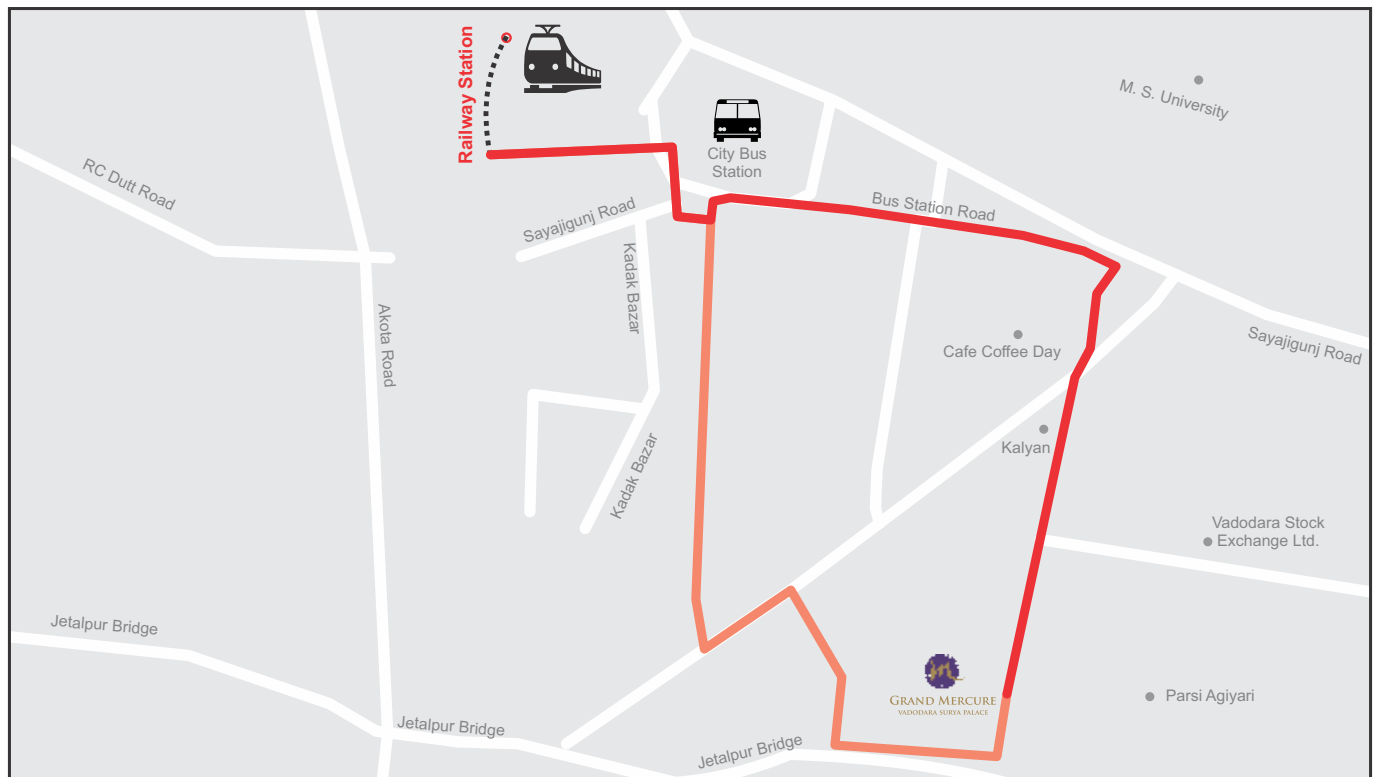 Railway Station
M. S. University
City Bus
Station
RC Dutt Road
Sayajigunj Road
Bus Station Road
Kadak Bazar
Akota Road
Cafe Coffee Day
Sayajigunj Road
Kalyan
Kadak Bazar
Vadodara Stock
Exchange Ltd.
Jetalpur Bridge
GRAND MERCURE
VADODARA SURYA PALACE
Parsi Agiyari
Jetalpur Bridge
Jetalpur Bridge